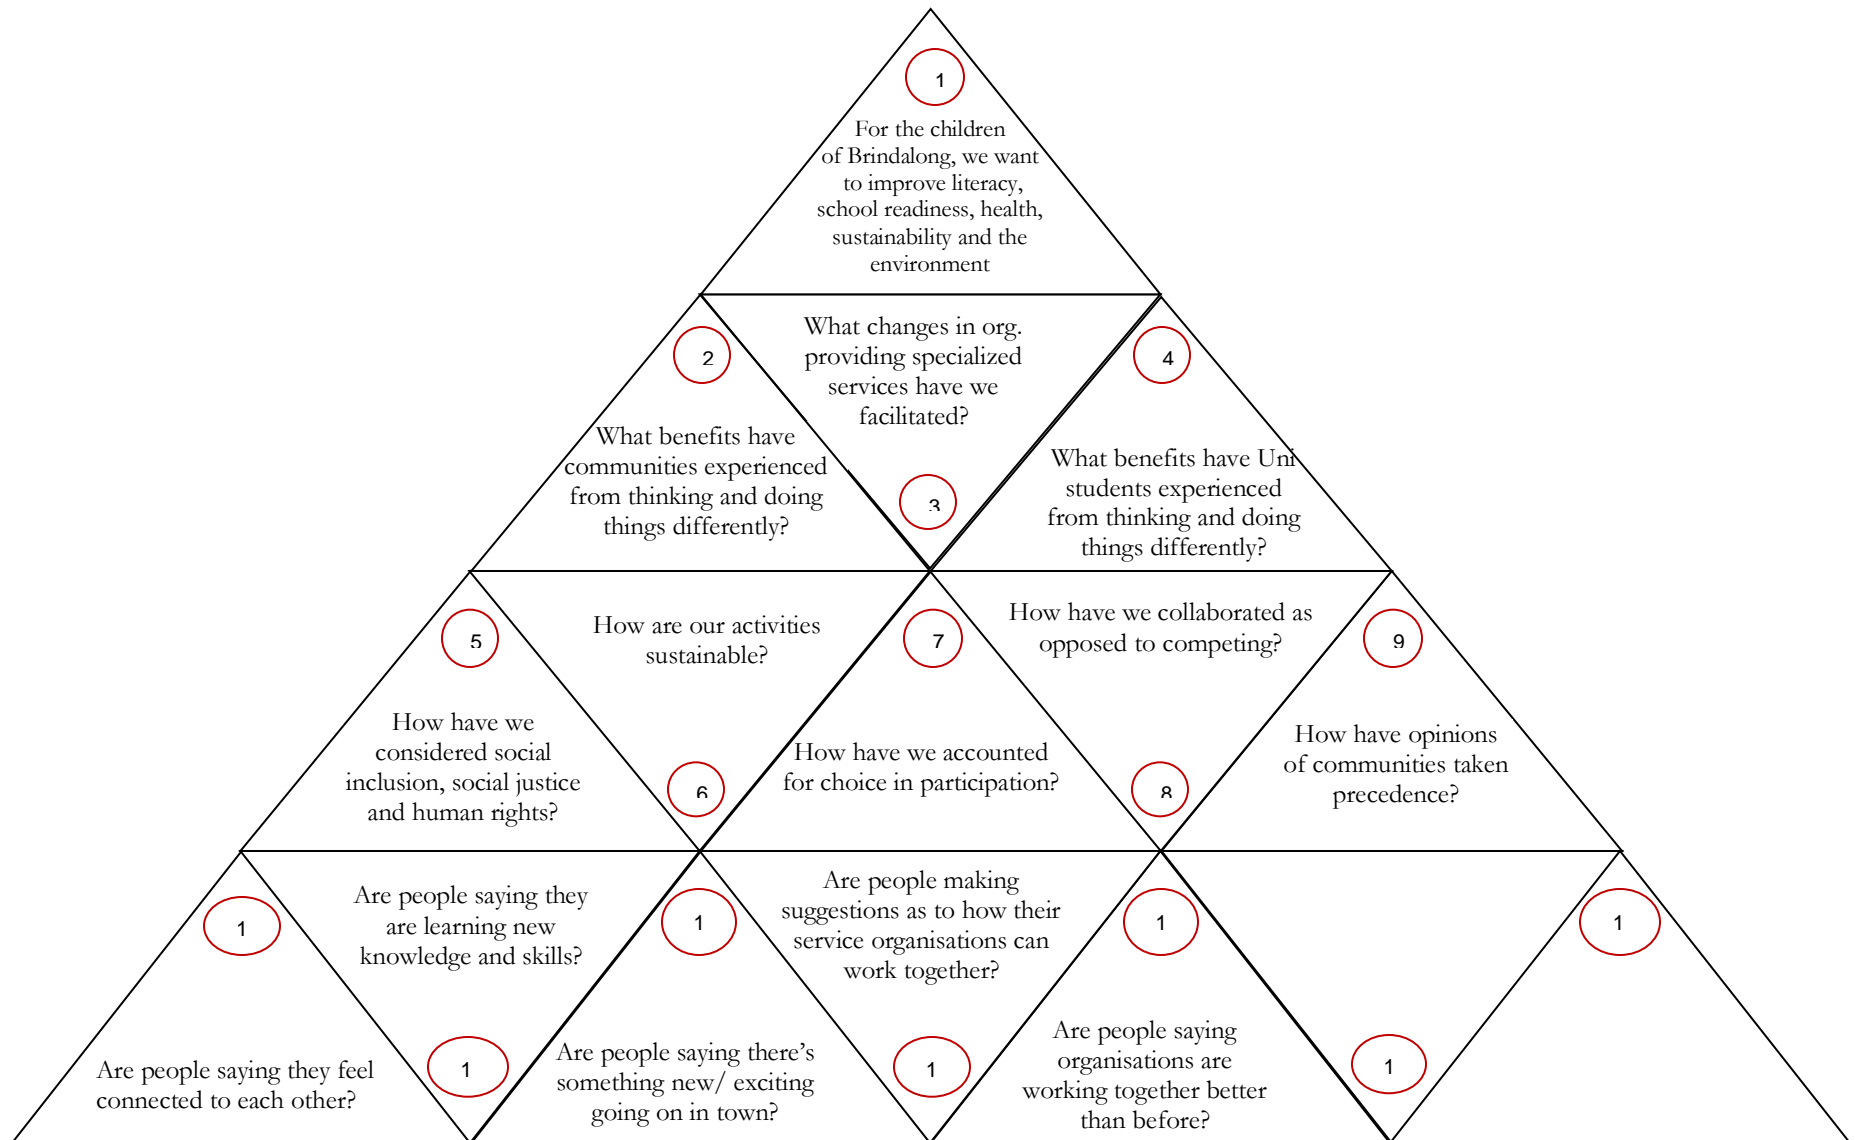 1
For the children
of Brindalong, we want
to improve literacy,
school readiness, health,
sustainability and the
environment
2
What benefits have
communities experienced
from thinking and doing
things differently?
What changes in org.
providing specialized
services have we
facilitated?
3
4
What benefits have Uni
students experienced
from thinking and doing
things differently?
5
How have we
considered social
inclusion, social justice
and human rights?
How are our activities
sustainable?
6
7
How have we accounted
for choice in participation?
How have we collaborated as
opposed to competing?
8
9
How have opinions
of communities taken
precedence?
1
Are people saying they feel
connected to each other?
Are people saying they
are learning new
knowledge and skills?
1
1
Are people saying there's
something new/ exciting
going on in town?
Are people making
suggestions as to how their
service organisations can
work together?
1
1
Are people saying
organisations are
working together better
than before?
1
1